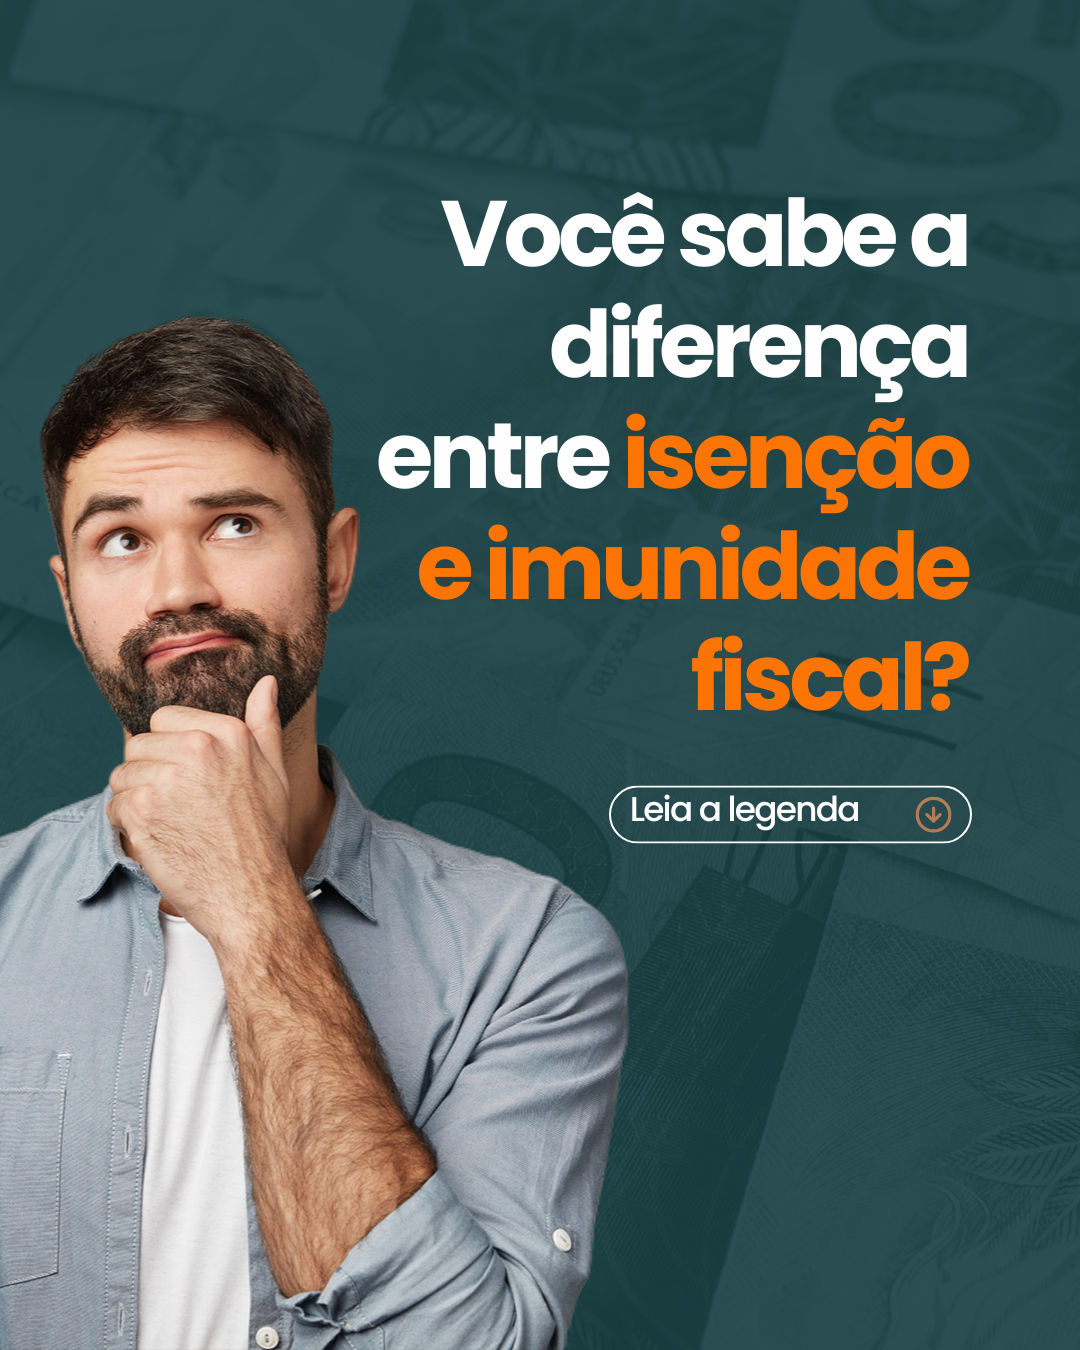 Você sabe a
diferença
entre isenção
e imunidade
fiscal?
Leia a legenda